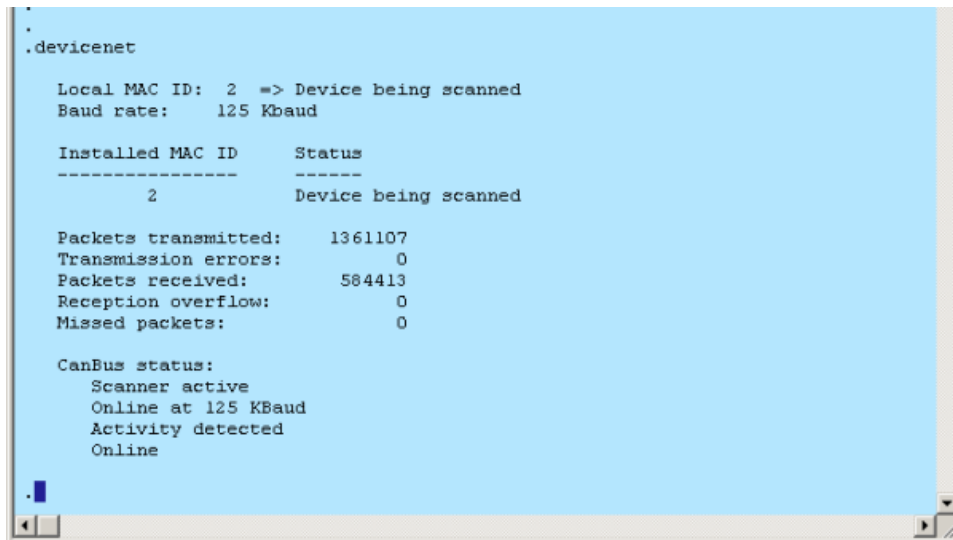 .
.
.devicenet
Local MAC ID:  2  => Device being scanned
Baud rate:    125 Kbaud
Installed MAC ID     Status
----------------     ------
2            Device being scanned
Packets transmitted:    1361107
Transmission errors:          0
Packets received:        584413
Reception overflow:           0
Missed packets:               0
CanBus status:
Scanner active
Online at 125 KBaud
Activity detected
Online
.